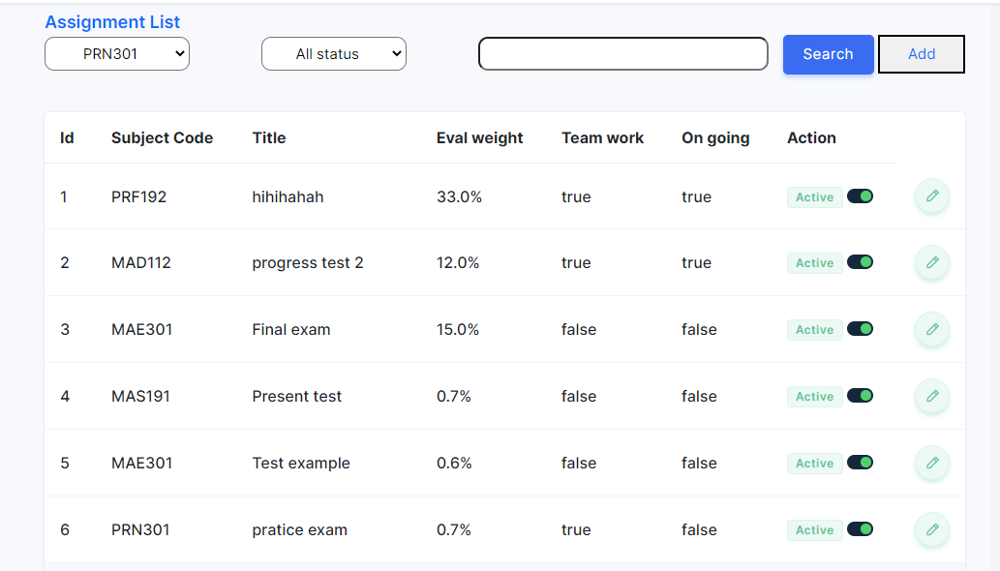 Assignment List
PRN301 All status Search Add
Id Subject Code Title Eval weight Team work On going Action
1 PRF192 hihihahah 33.0% true true Active
2 MAD112 progress test 2 12.0% true true Active
3 MAE301 Final exam 15.0% false false Active
4 MAS191 Present test 0.7% false false Active
5 MAE301 Test example 0.6% false false Active
6 PRN301 pratice exam 0.7% true false Active